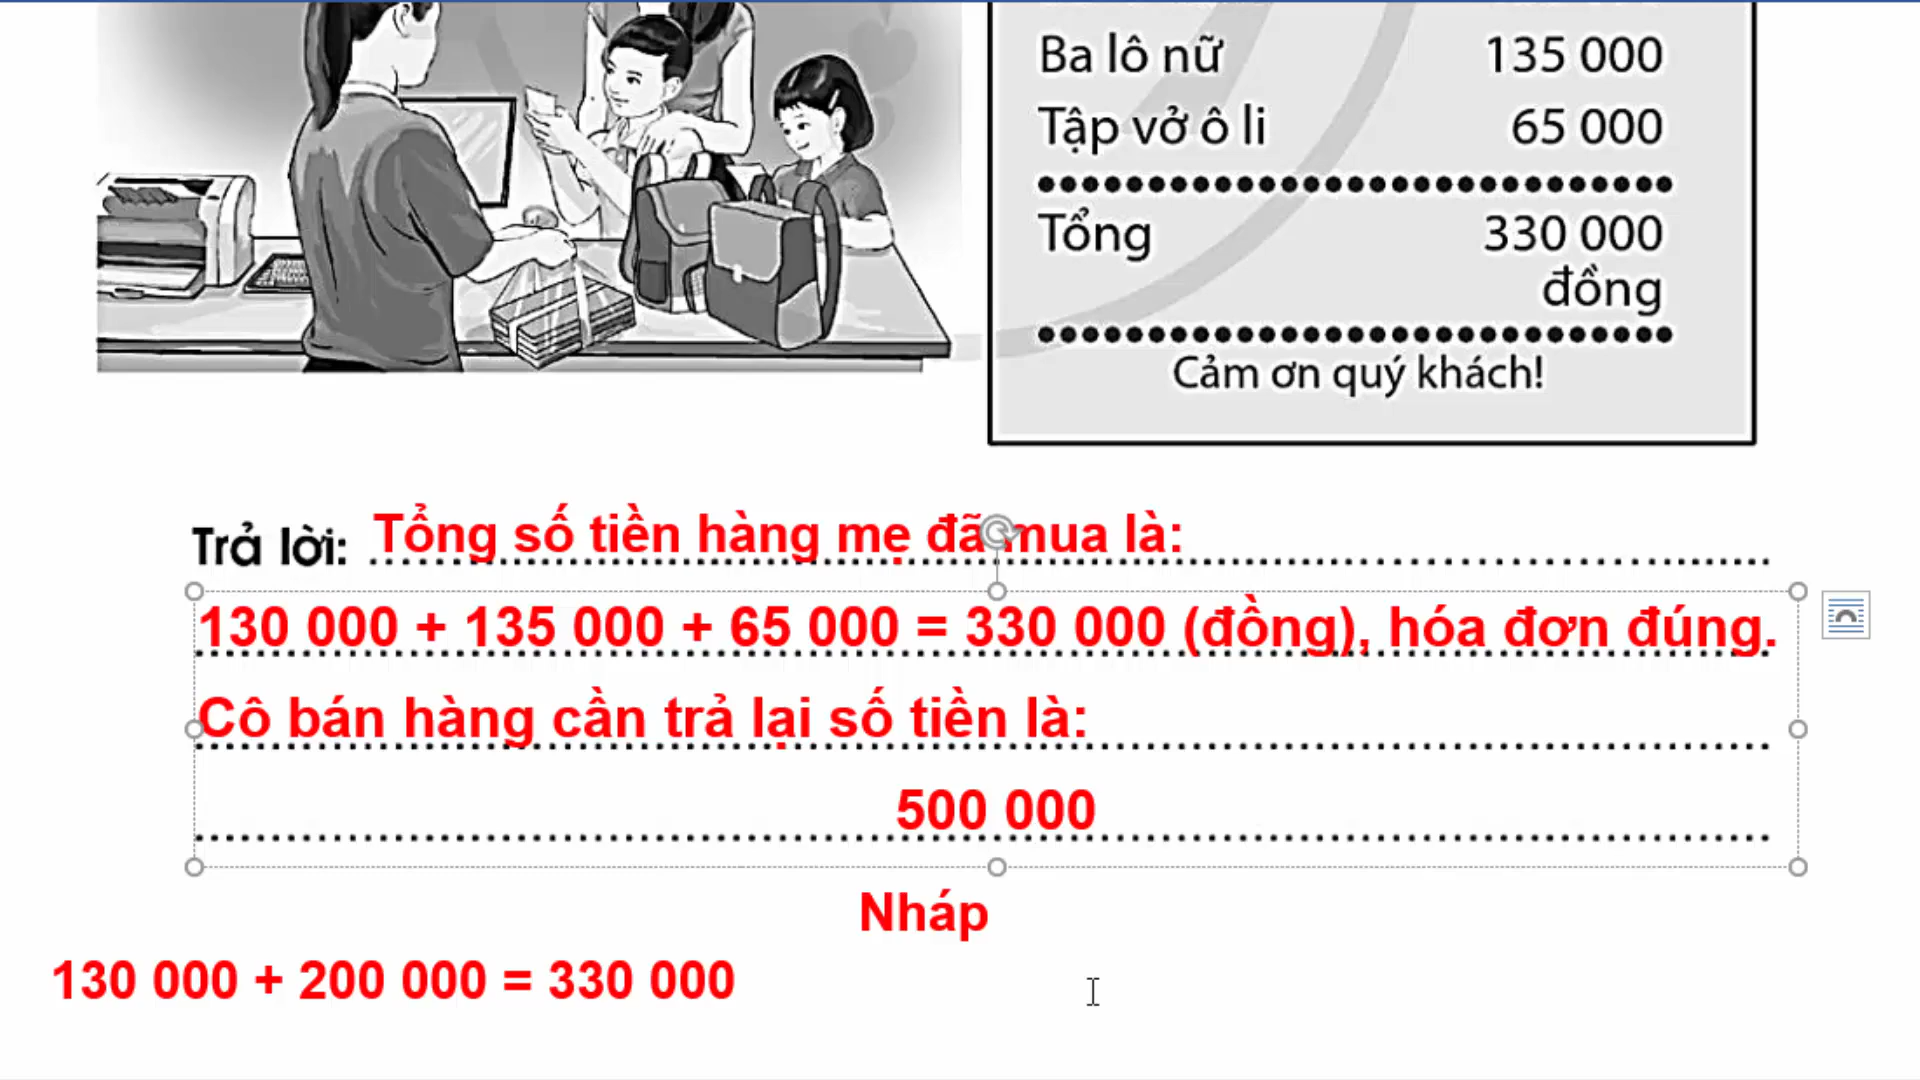 Ba lô nữ 135 000
Tập vở ô li 65 000
Tổng 330 000
đồng
Cảm ơn quý khách!
Trả lời: Tổng số tiền hàng mẹ đã mua là:
130 000 + 135 000 + 65 000 = 330 000 (đồng), hóa đơn đúng.
Cô bán hàng cần trả lại số tiền là:
500 000
Nháp
130 000 + 200 000 = 330 000